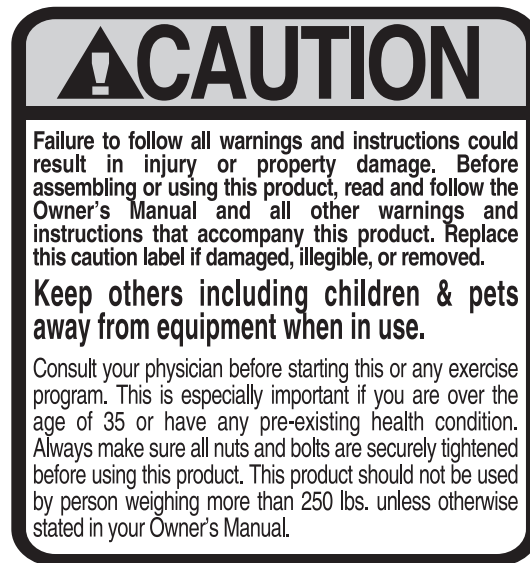 CAUTION
Failure to follow all warnings and instructions could
result in injury or property damage. Before
assembling or using this product, read and follow the
Owner's Manual and all other warnings and
instructions that accompany this product. Replace
this caution label if damaged, illegible, or removed.
Keep others including children & pets
away from equipment when in use.
Consult your physician before starting this or any exercise
program. This is especially important if you are over the
age of 35 or have any pre-existing health condition.
Always make sure all nuts and bolts are securely tightened
before using this product. This product should not be used
by person weighing more than 250 lbs. unless otherwise
stated in your Owner's Manual.